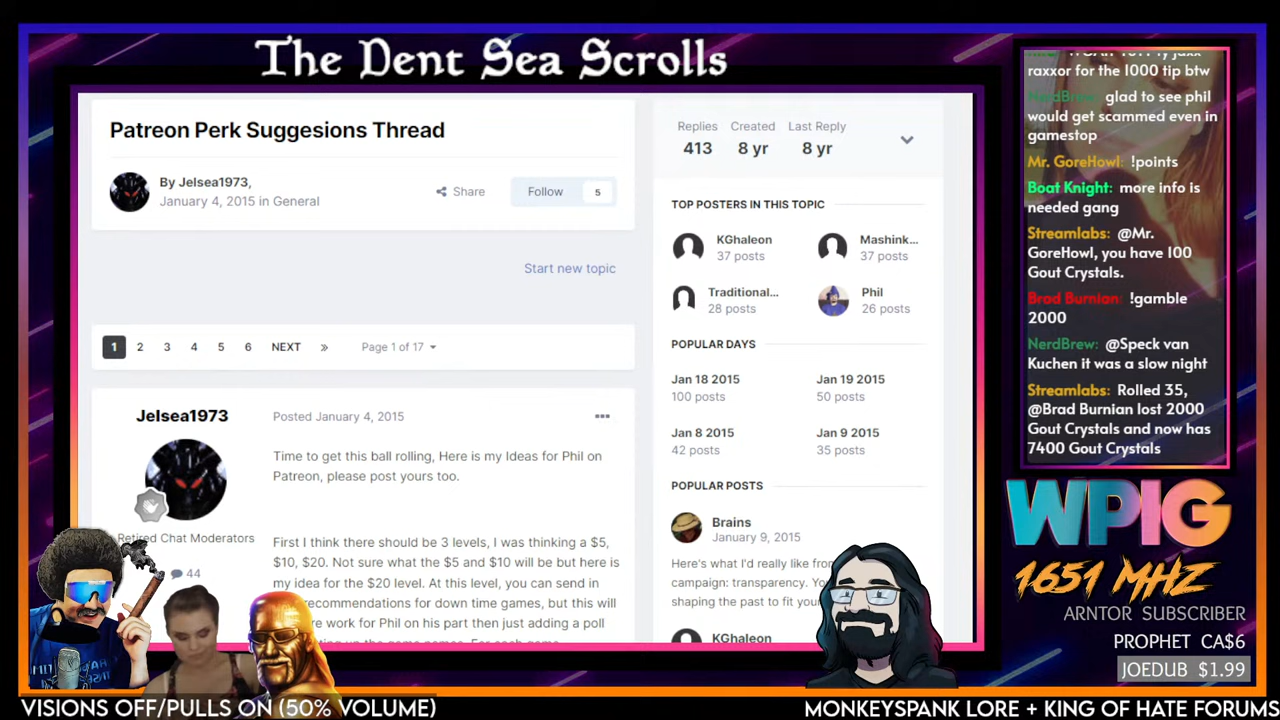 The Dent Sea Scrolls
Patreon Perk Suggesions Thread
By Jelsea1973,
January 4, 2015 in General
Share
Follow
5
Start new topic
1 2 3 4 5 6 NEXT » Page 1 of 17
Jelsea1973
Posted January 4, 2015
Time to get this ball rolling, Here is my Ideas for Phil on
Patreon, please post yours too.
Retired Chat Moderators
44
First I think there should be 3 levels, I was thinking a $5,
$10, $20. Not sure what the $5 and $10 will be but here is
my idea for the $20 level. At this level, you can send in
recommendations for down time games, but this will
re work for Phil on his part then just adding a poll
Replies Created Last Reply
413 8 yr 8 yr
TOP POSTERS IN THIS TOPIC
KGhaleon
37 posts
Mashink...
37 posts
Traditional...
28 posts
Phil
26 posts
POPULAR DAYS
Jan 18 2015
100 posts
Jan 19 2015
50 posts
Jan 8 2015
42 posts
Jan 9 2015
35 posts
POPULAR POSTS
Brains
January 9, 2015
Here's what I'd really like from
campaign: transparency. You
shaping the past to fit your
KGhaleon
raxxor for the 1000 tip btw
NerdBrew: glad to see phil
would get scammed even in
gamestop
Mr. GoreHowl: !points
Boat Knight: more info is
needed gang
Streamlabs: @Mr.
GoreHowl, you have 100
Gout Crystals.
Brad Burnian: !gamble
2000
NerdBrew: @Speck van
Kuchen it was a slow night
Streamlabs: Rolled 35,
@Brad Burnian lost 2000
Gout Crystals and now has
7400 Gout Crystals
WPIG
1651 MHZ
ARNTOR SUBSCRIBER
PROPHET CA$6
JOEDUB $1.99
VISIONS OFF/PULLS ON (50% VOLUME)
MONKEYSPANK LORE + KING OF HATE FORUMS